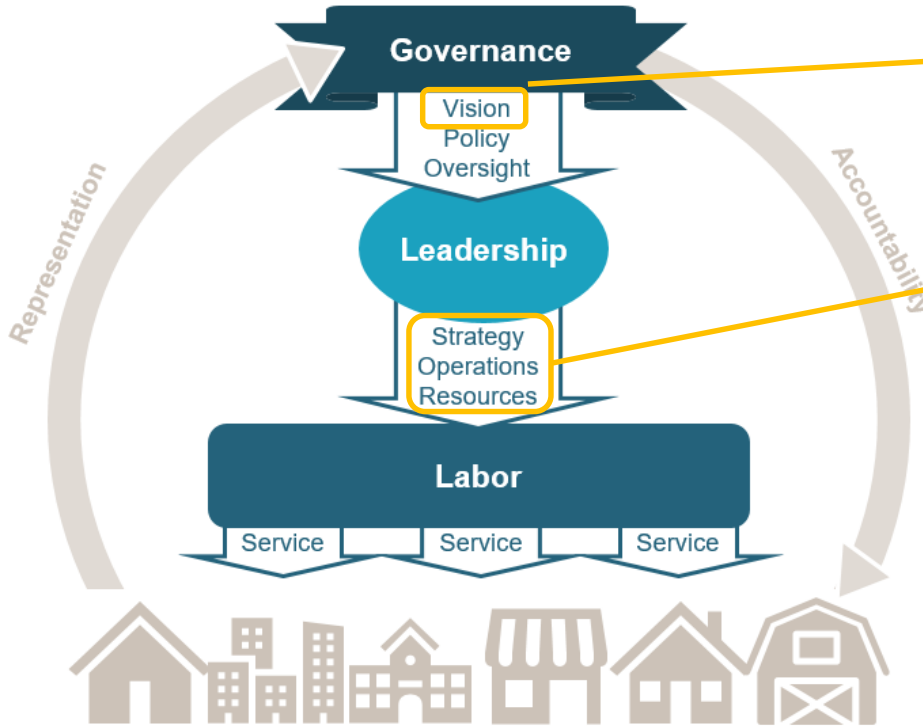 Governance
Vision
Policy
Oversight
Representation
Accountability
Leadership
Strategy
Operations
Resources
Labor
Service
Service
Service